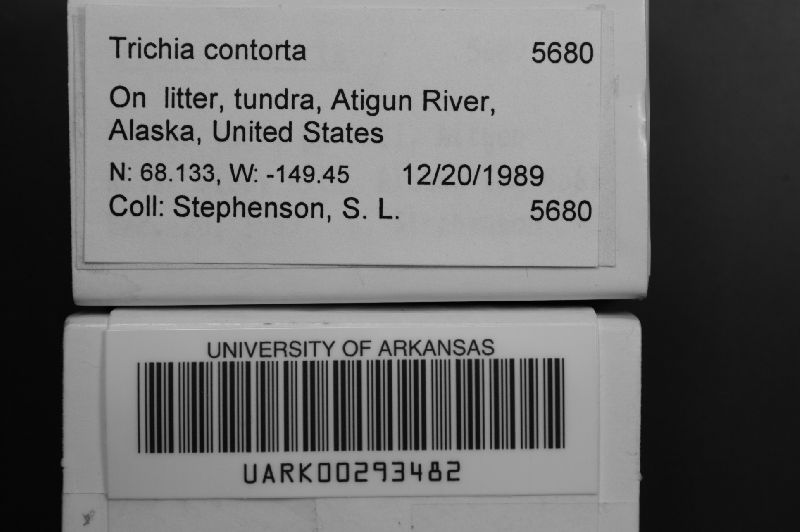 Trichia contorta 5680
On litter, tundra, Atigun River,
Alaska, United States
N: 68.133, W: -149.45 12/20/1989
Coll: Stephenson, S. L. 5680
UNIVERSITY OF ARKANSAS
UARK00293482